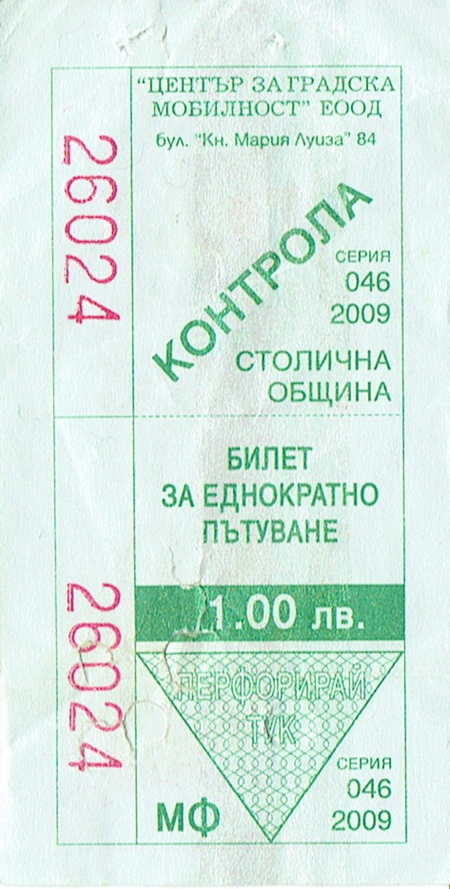 "ЦЕНТЪР ЗА ГРАДСКА
МОБИЛНОСТ" ЕООД
бул. "Кн. Мария Луиза" 84
26024
КОНТРОЛА
СЕРИЯ
046
2009
СТОЛИЧНА
ОБЩИНА
БИЛЕТ
ЗА ЕДНОКРАТНО
ПЪТУВАНЕ
26024
1.00 лв.
ПЕРФОРИРАЙ
ТУК
СЕРИЯ
046
МФ
2009